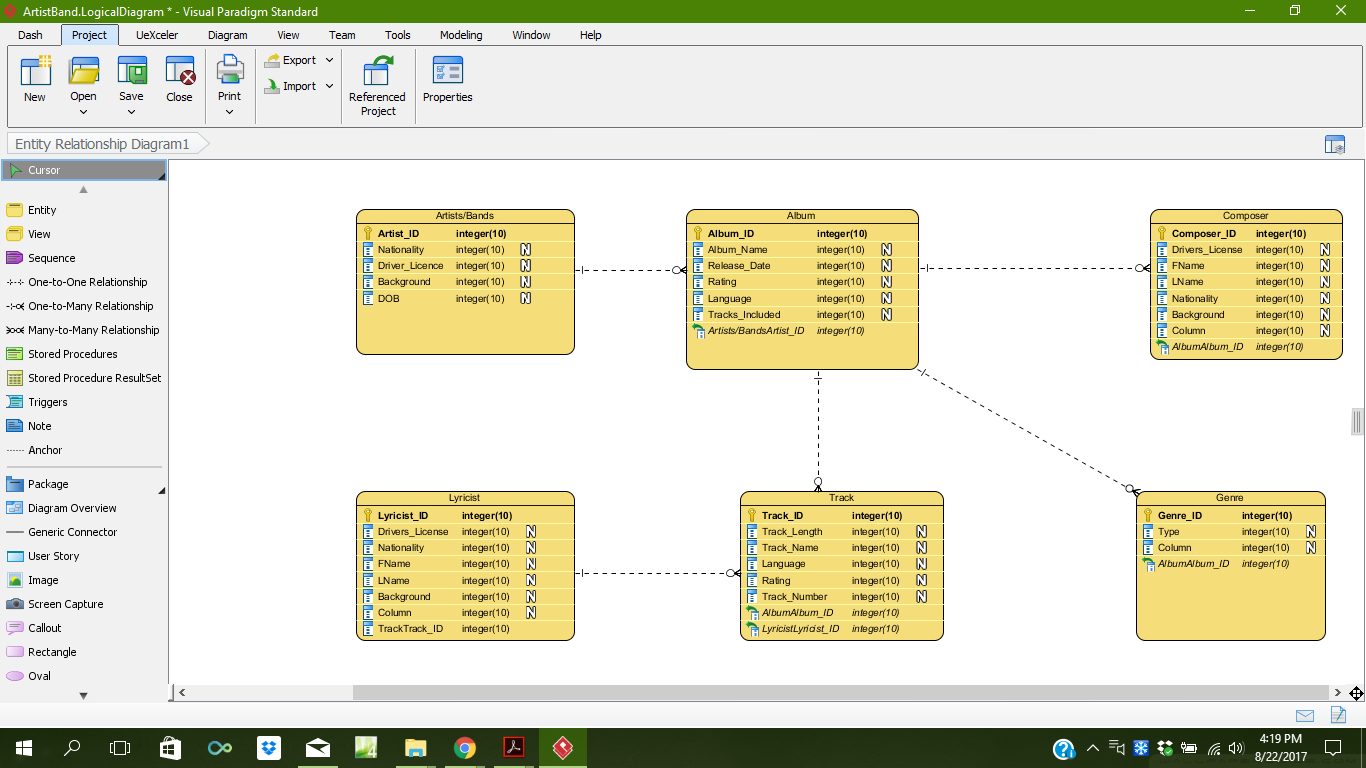 ArtistBand.LogicalDiagram * - Visual Paradigm Standard
Dash Project UeXceler Diagram View Team Tools Modeling Window Help
New Open Save Close Print Export Import Referenced Project Properties
Entity Relationship Diagram1
Cursor
Entity
View
Sequence
One-to-One Relationship
One-to-Many Relationship
Many-to-Many Relationship
Stored Procedures
Stored Procedure ResultSet
Triggers
Note
Anchor
Package
Diagram Overview
Generic Connector
User Story
Image
Screen Capture
Callout
Rectangle
Oval
Artists/Bands
Artist_ID integer(10)
Nationality integer(10) N
Driver_Licence integer(10) N
Background integer(10) N
DOB integer(10) N
Album
Album_ID integer(10)
Album_Name integer(10) N
Release_Date integer(10) N
Rating integer(10) N
Language integer(10) N
Tracks_Included integer(10) N
Artists/BandsArtist_ID integer(10)
Composer
Composer_ID integer(10)
Drivers_License integer(10) N
FName integer(10) N
LName integer(10) N
Nationality integer(10) N
Background integer(10) N
Column integer(10) N
AlbumAlbum_ID integer(10)
Lyricist
Lyricist_ID integer(10)
Drivers_License integer(10) N
Nationality integer(10) N
FName integer(10) N
LName integer(10) N
Background integer(10) N
Column integer(10) N
TrackTrack_ID integer(10)
Track
Track_ID integer(10)
Track_Length integer(10) N
Track_Name integer(10) N
Language integer(10) N
Rating integer(10) N
Track_Number integer(10) N
AlbumAlbum_ID integer(10)
LyricistLyricist_ID integer(10)
Genre
Genre_ID integer(10)
Type integer(10) N
Column integer(10) N
AlbumAlbum_ID integer(10)
4:19 PM
8/22/2017